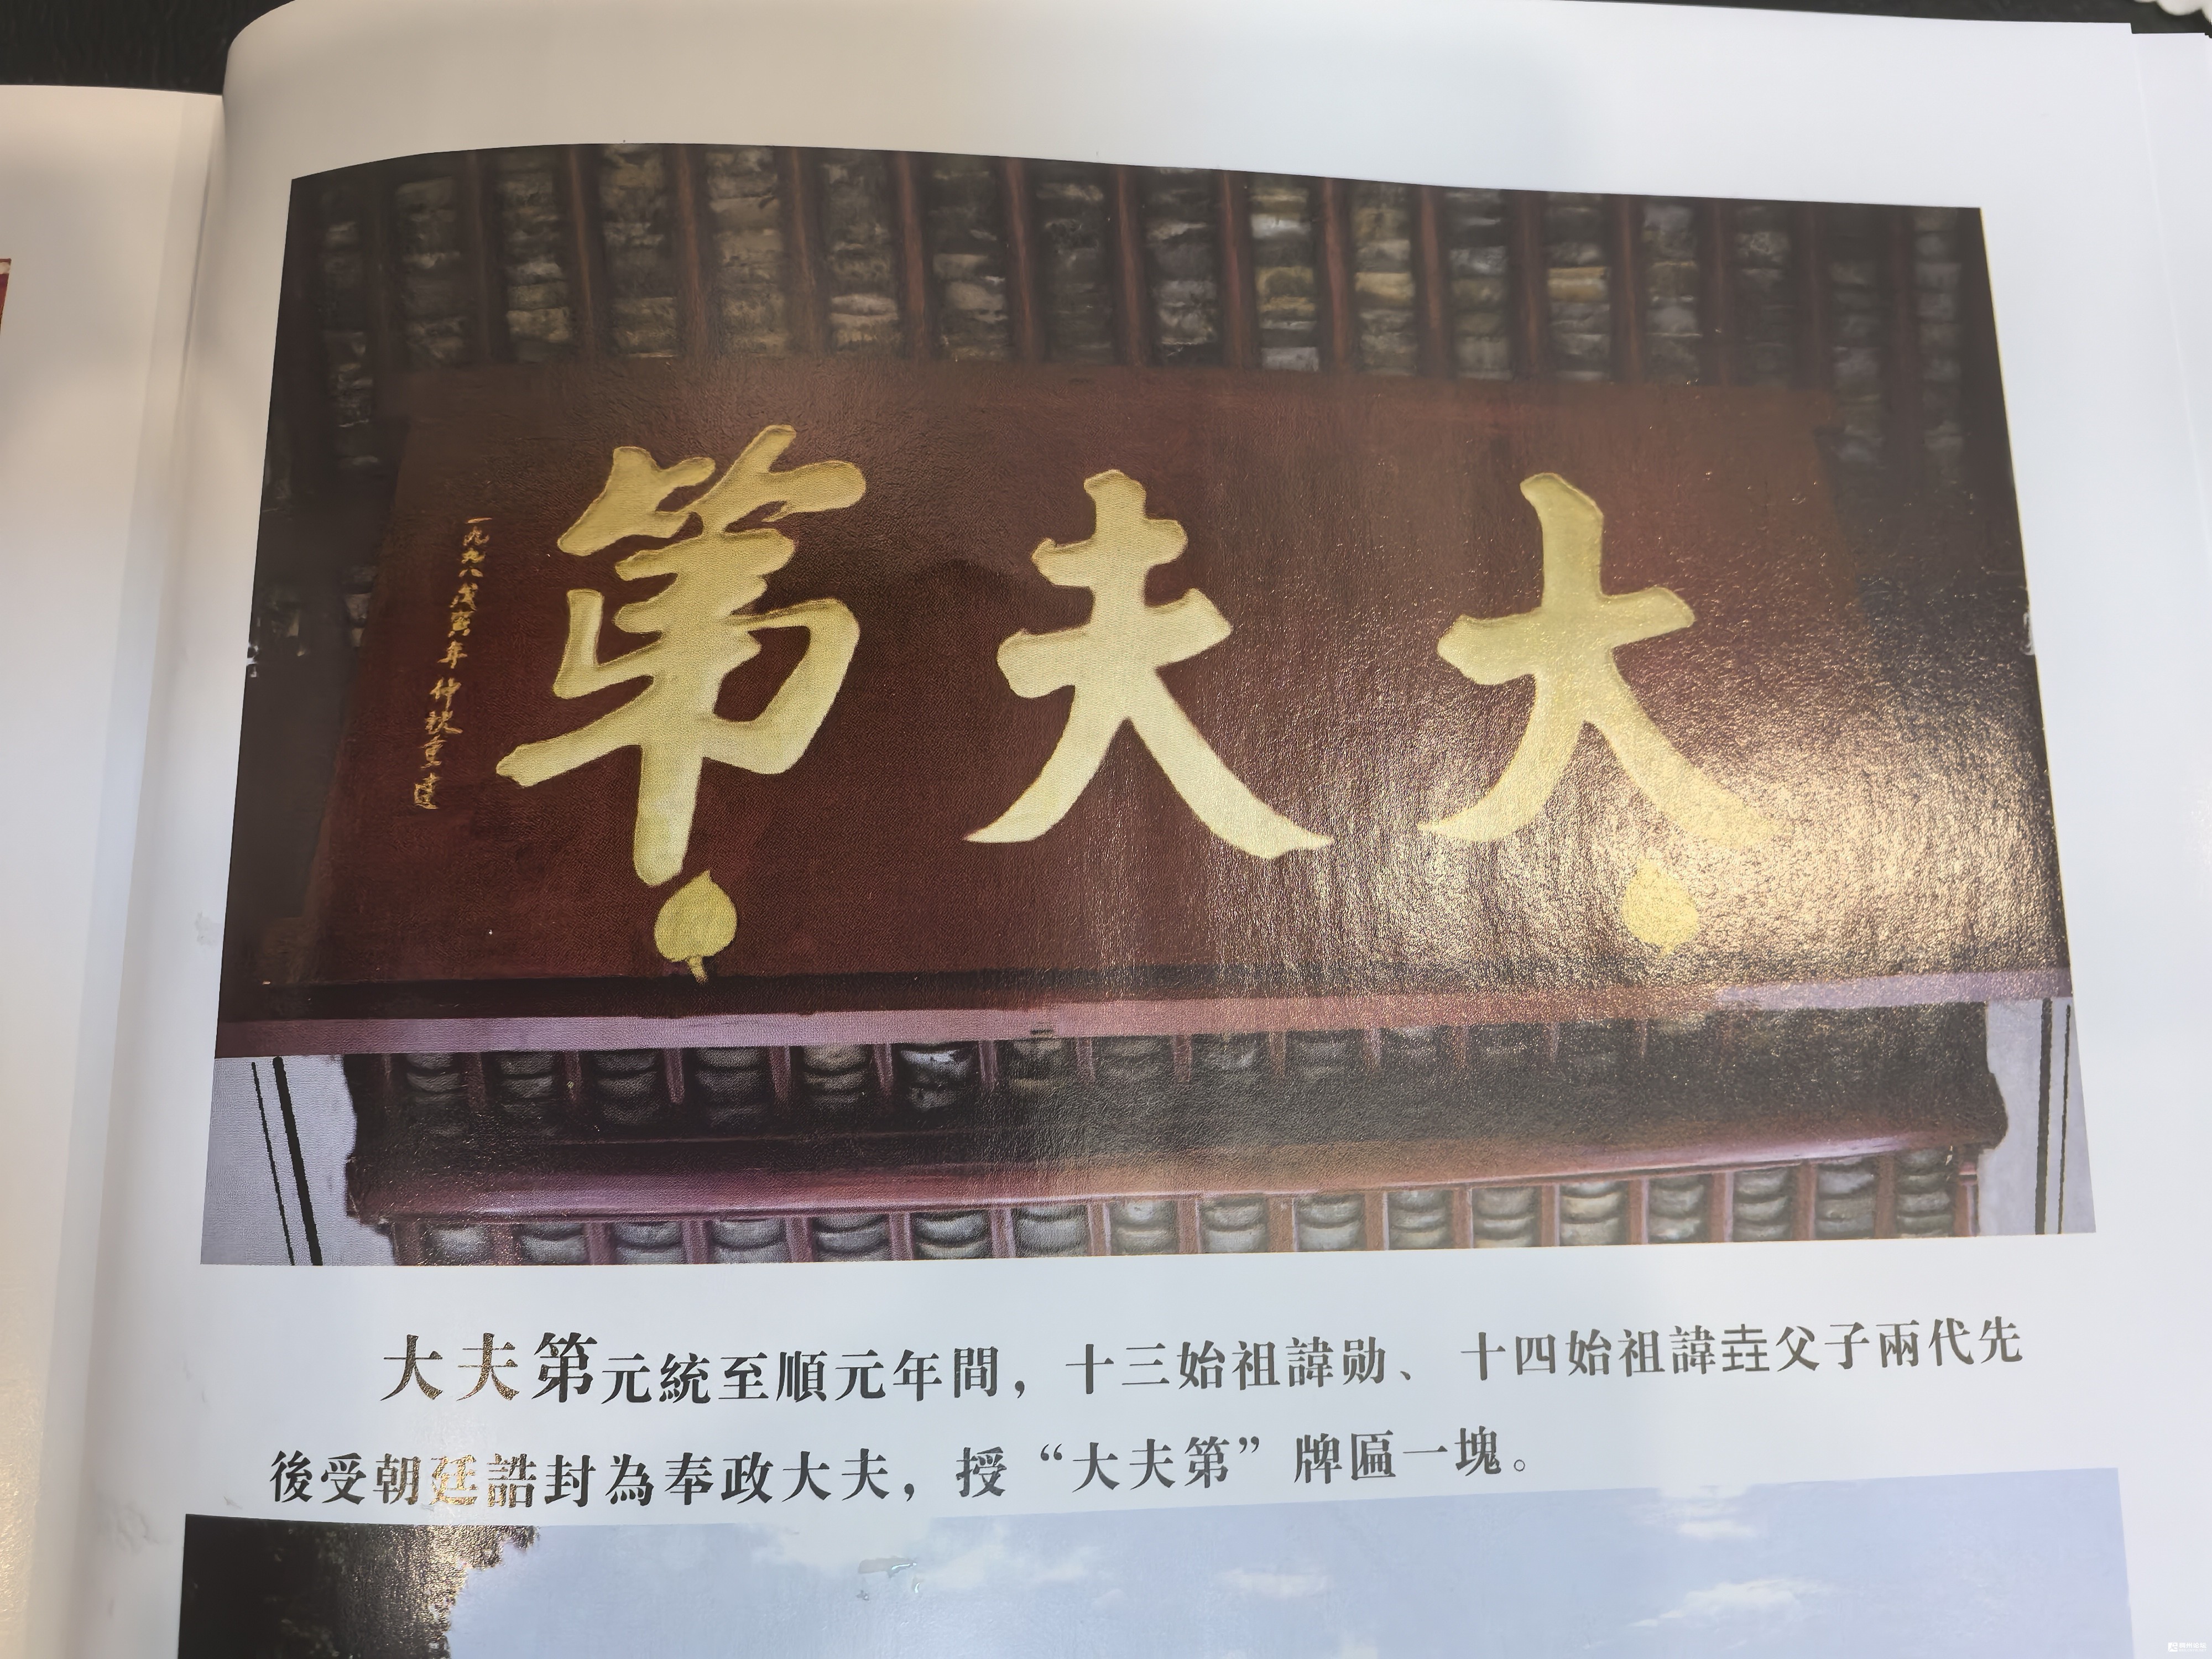 大夫第
一九九八戊寅年仲秋重建
大夫第元統至順元年間，十三始祖諱勋、十四始祖諱壵父子兩代先
後受朝廷誥封為奉政大夫，授“大夫第”牌匾一塊。